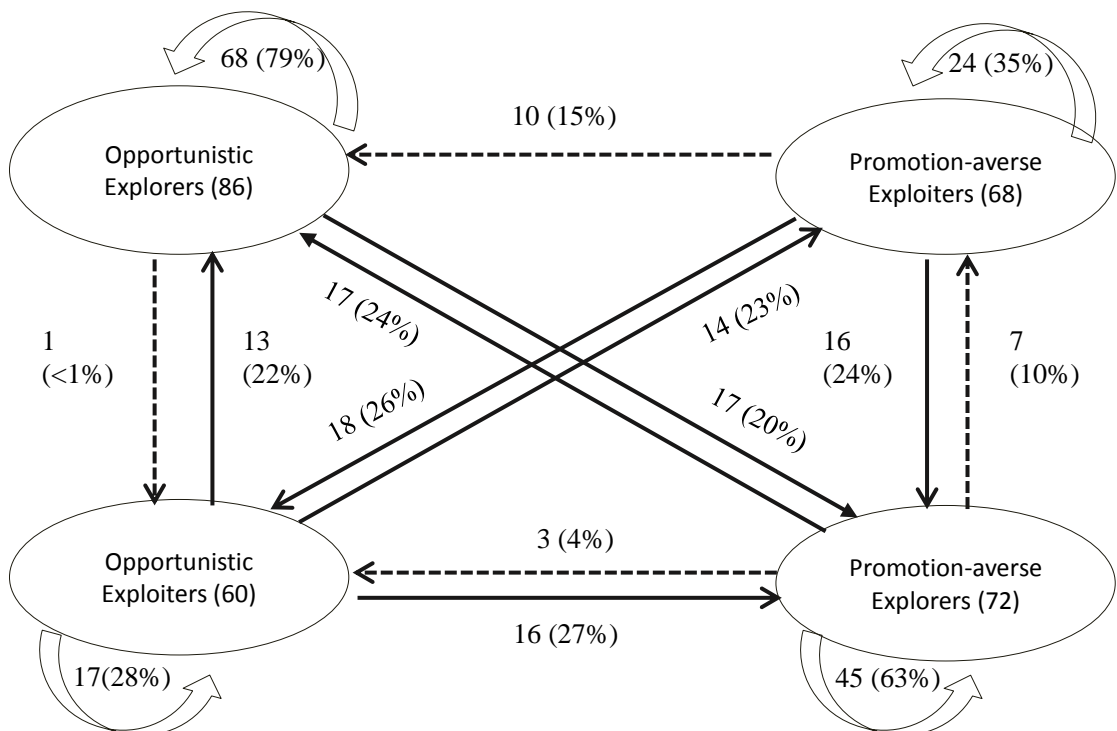 68 (79%)
24 (35%)
10 (15%)
Opportunistic
Explorers (86)
Promotion-averse
Exploiters (68)
17 (24%)
14 (23%)
1
(<1%)
13
(22%)
16
(24%)
7
(10%)
18 (26%)
17 (20%)
3 (4%)
Opportunistic
Exploiters (60)
Promotion-averse
Explorers (72)
16 (27%)
17(28%)
45 (63%)